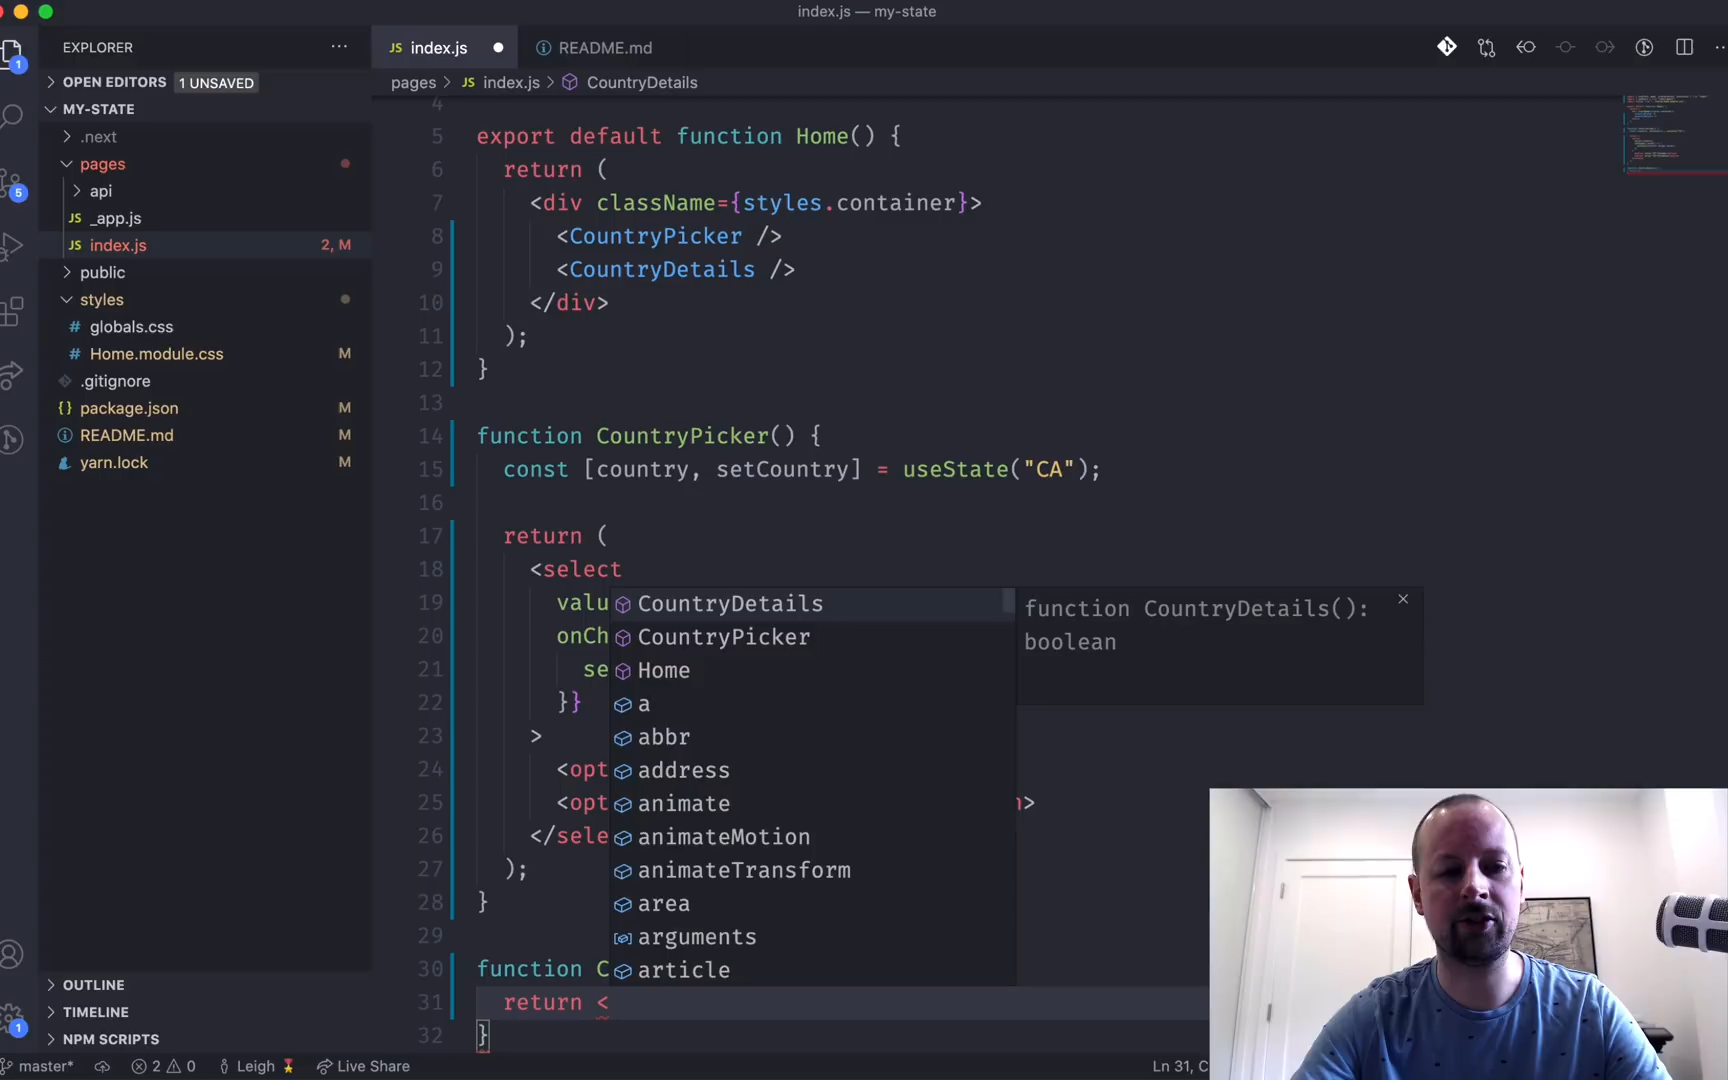 index.js — my-state
EXPLORER
JS index.js
README.md
OPEN EDITORS 1 UNSAVED
MY-STATE
pages > JS index.js > CountryDetails
.next
pages
api
JS _app.js
JS index.js 2, M
public
styles
# globals.css
# Home.module.css M
.gitignore
{} package.json M
README.md M
yarn.lock M
OUTLINE
TIMELINE
NPM SCRIPTS
1
5
1
4
5 export default function Home() {
6 return (
7 <div className={styles.container}>
8 <CountryPicker />
9 <CountryDetails />
10 </div>
11 );
12 }
13
14 function CountryPicker() {
15 const [country, setCountry] = useState("CA");
16
17 return (
18 <select
19 valu
20 onCh
21 se
22 }}
23 >
24 <opt
25 <opt n>
26 </sele
27 );
28 }
29
30 function C
31 return <
32 }
CountryDetails
CountryPicker
Home
a
abbr
address
animate
animateMotion
animateTransform
area
arguments
article
function CountryDetails():
boolean
master* 2 0 Leigh Live Share Ln 31, C